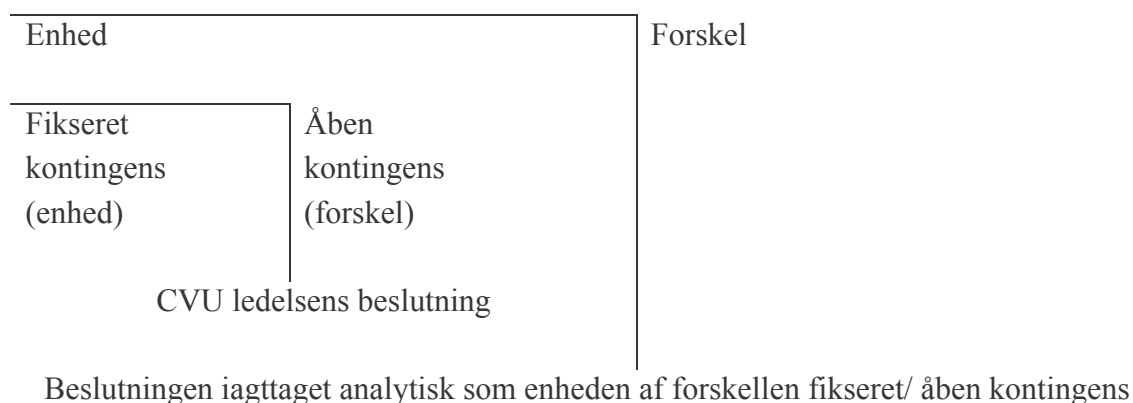 Enhed Forskel
Fikseret Åben
kontingens kontingens
(enhed) (forskel)
CVU ledelsens beslutning
Beslutningen iagttaget analytisk som enheden af forskellen fikseret/ åben kontingens